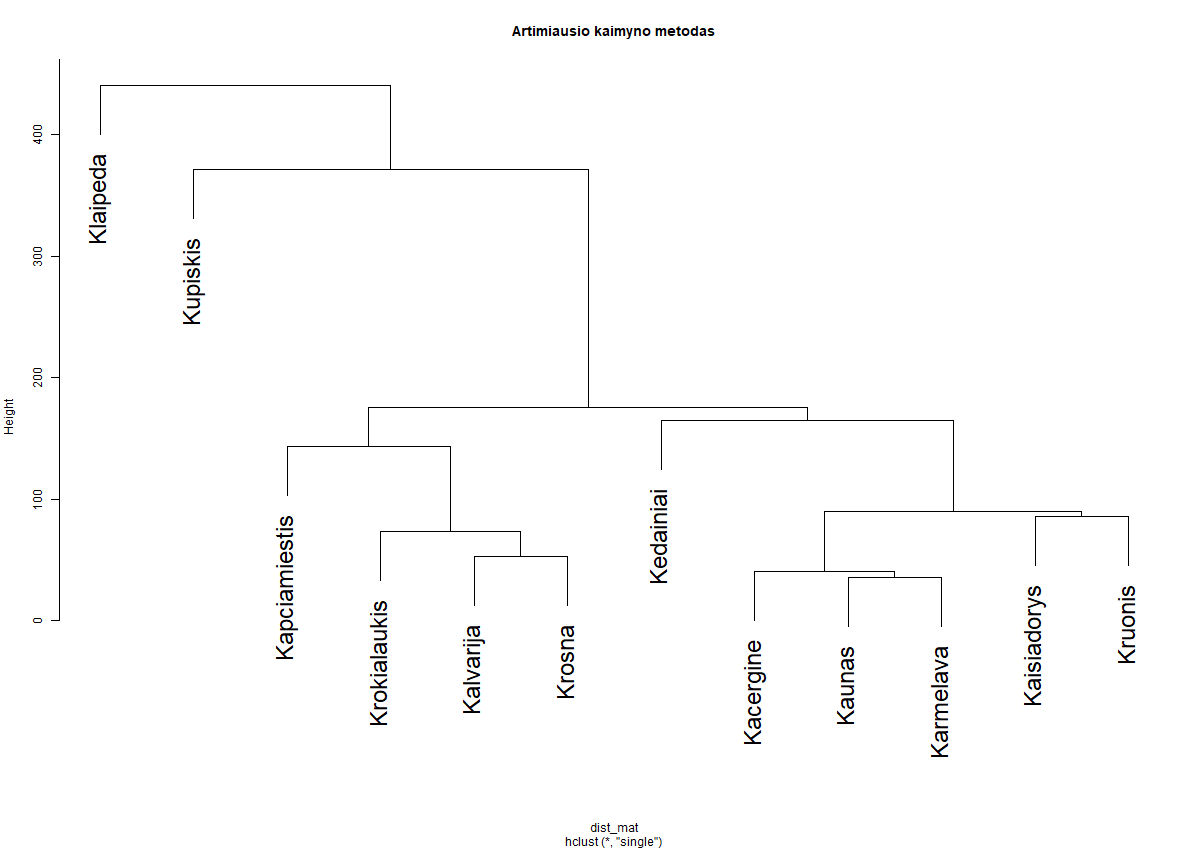 Artimiausio kaimyno metodas
Height
400
300
200
100
0
Klaipeda
Kupiskis
Kapciamiestis
Krokialaukis
Kalvarija
Krosna
Kedainiai
Kacergine
Kaunas
Karmelava
Kaisiadorys
Kruonis
dist_mat
hclust (*, "single")